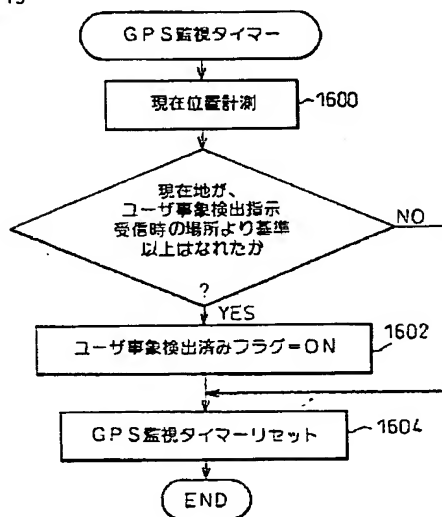 GPS監視タイマー
現在位置計測
1600
現在地が、
ユーザ事象検出指示
受信時の場所より基準
以上はなれたか
?
NO
YES
ユーザ事象検出済みフラグ=ON
1602
GPS監視タイマーリセット
1604
END